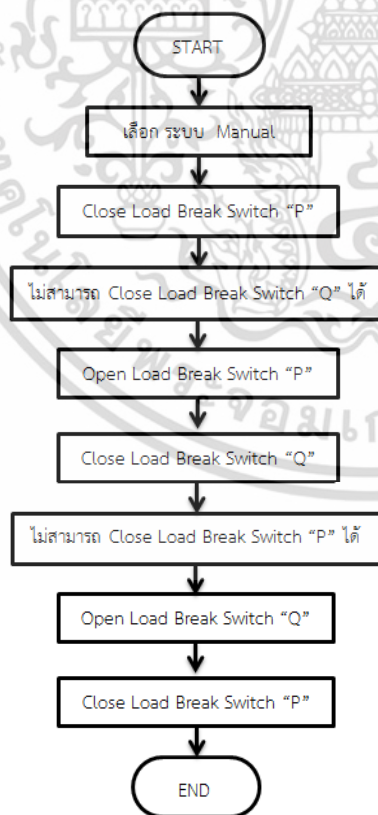 START
เลือก ระบบ Manual
Close Load Break Switch “P”
ไม่สามารถ Close Load Break Switch “Q” ได้
Open Load Break Switch “P”
Close Load Break Switch “Q”
ไม่สามารถ Close Load Break Switch “P” ได้
Open Load Break Switch “Q”
Close Load Break Switch “P”
END